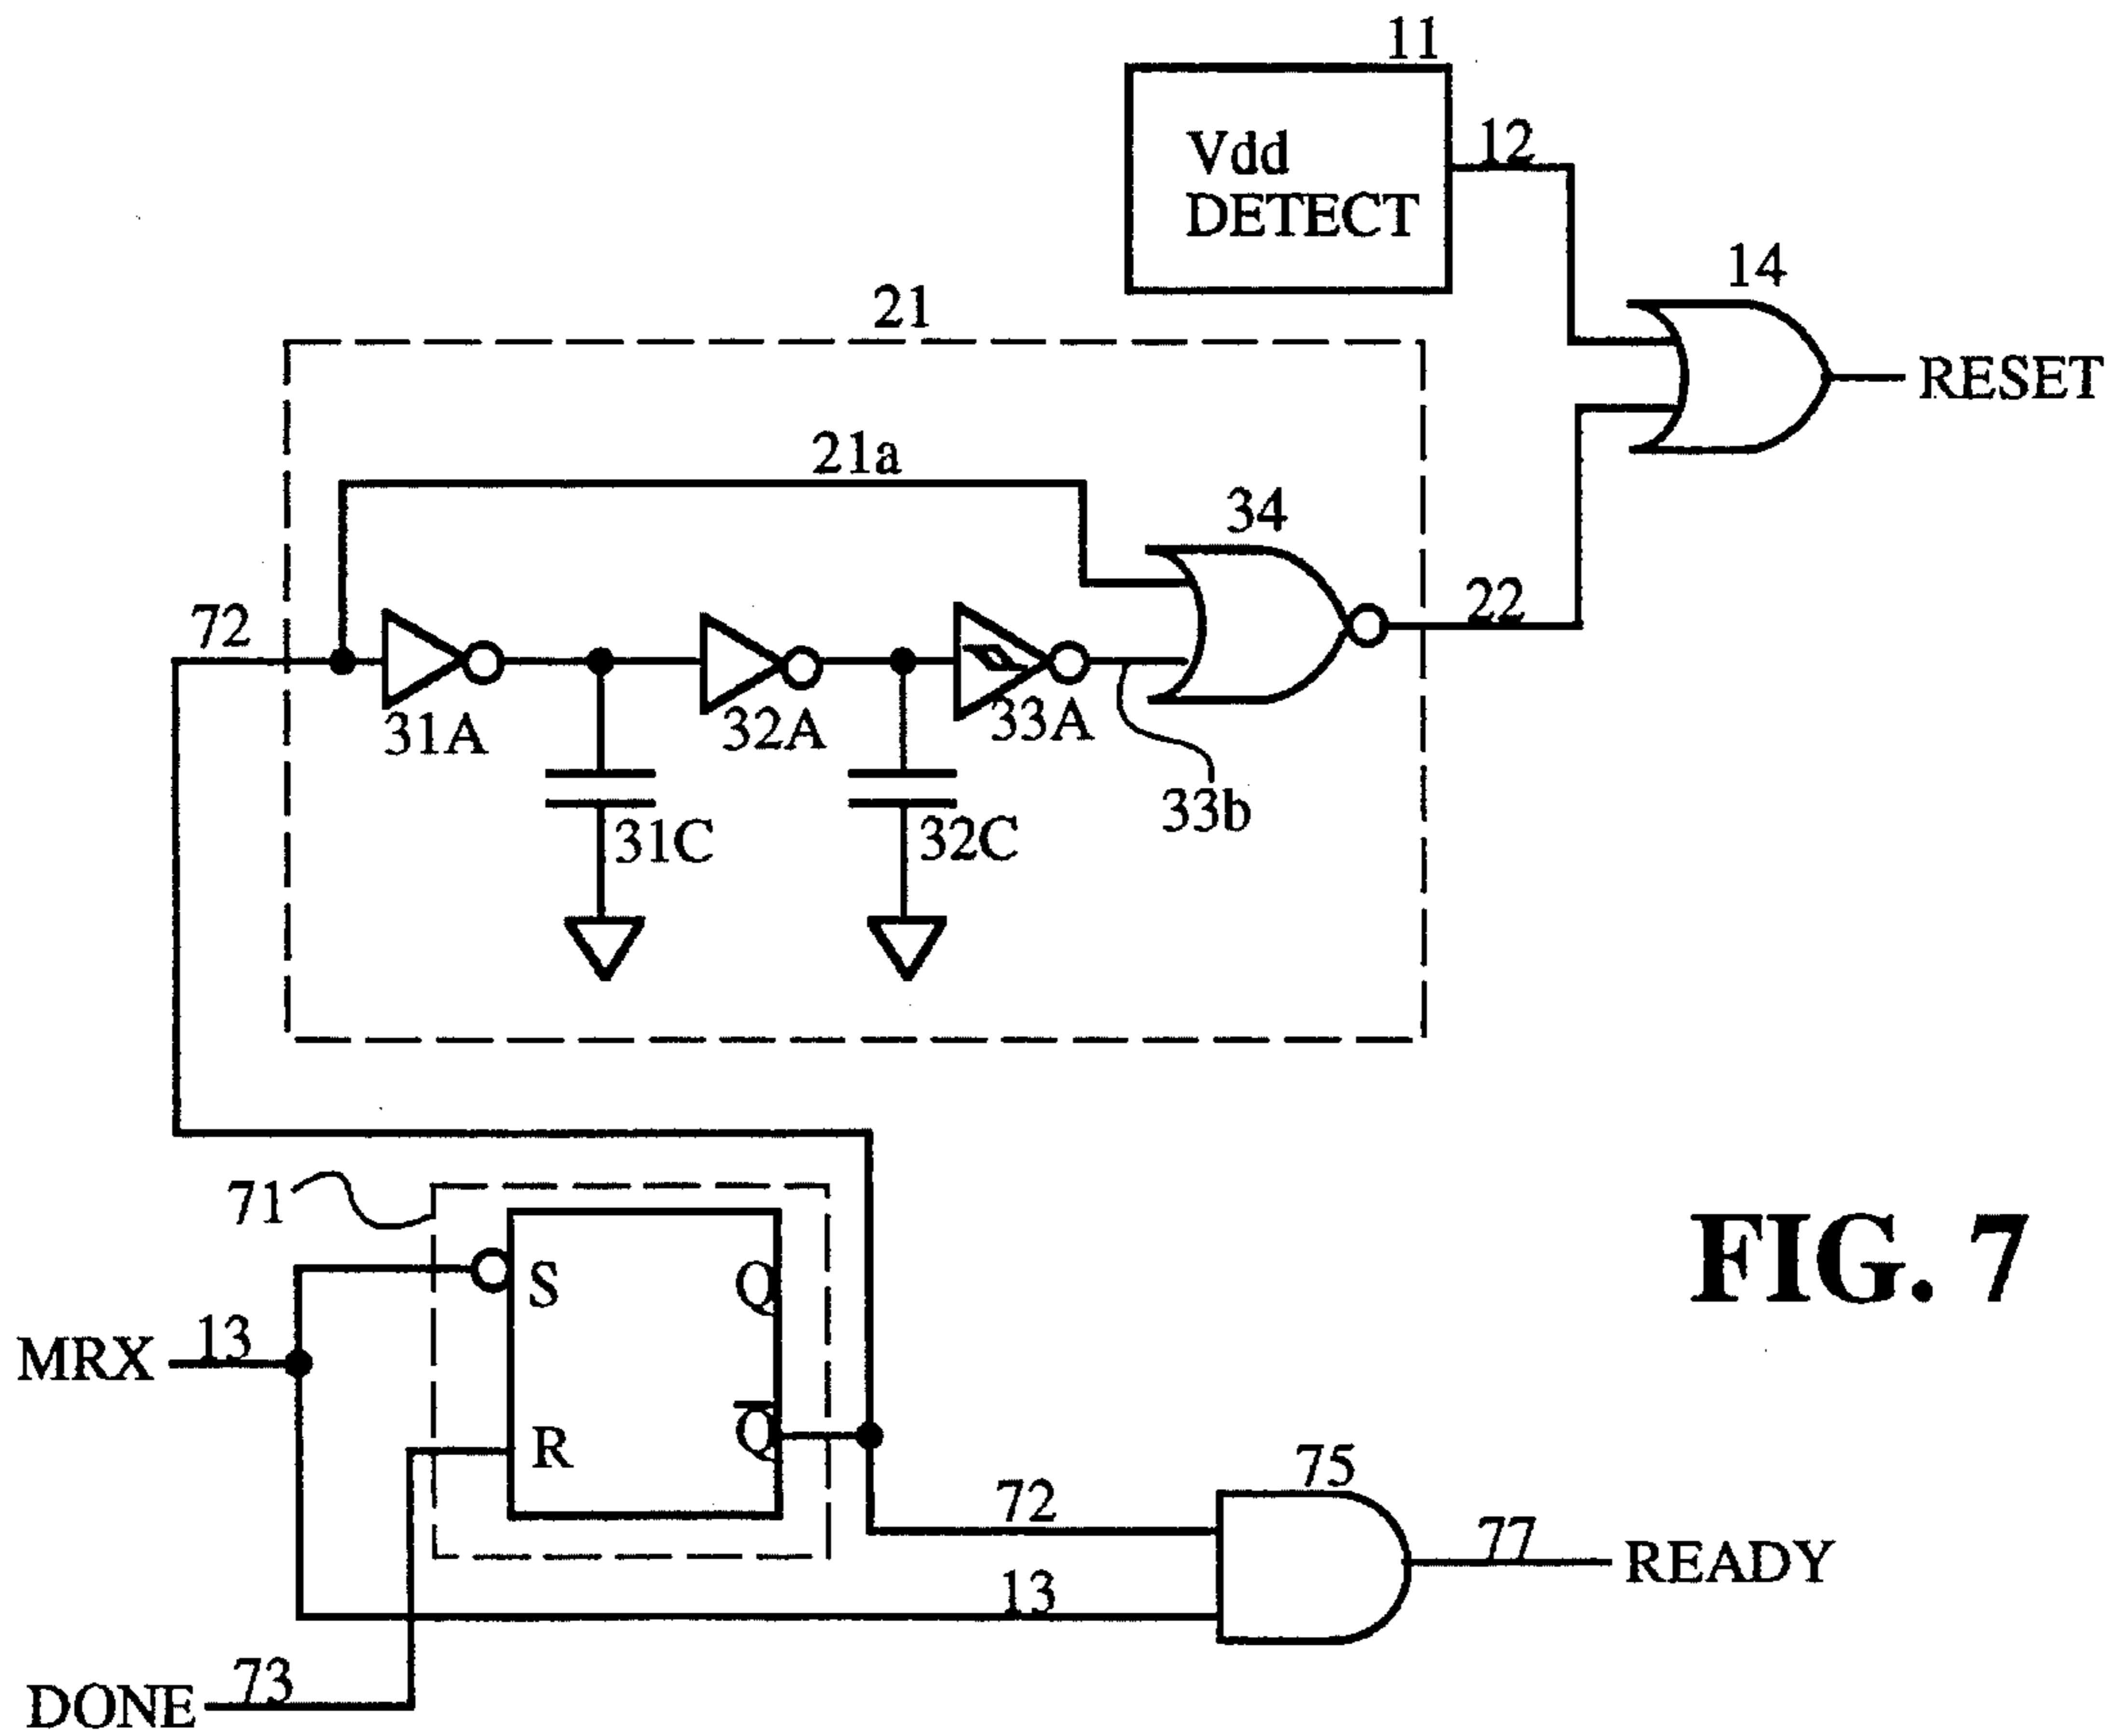 11
Vdd
DETECT
12
14
RESET
21
21a
34
72
22
31A
32A
33A
33b
31C
32C
71
S
Q
FIG. 7
MRX
13
R
Q̅
75
72
77
READY
13
DONE
73